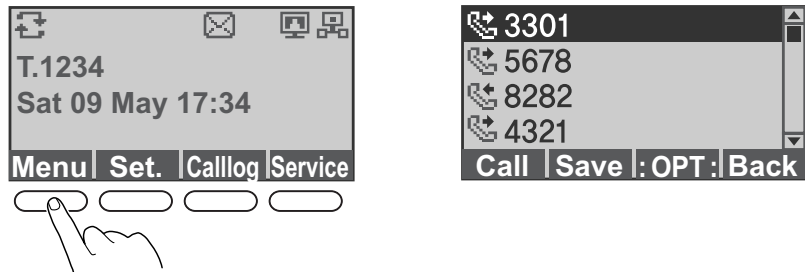 T.1234
Sat 09 May 17:34
Menu Set. Calllog Service
3301
5678
8282
4321
Call Save :OPT: Back